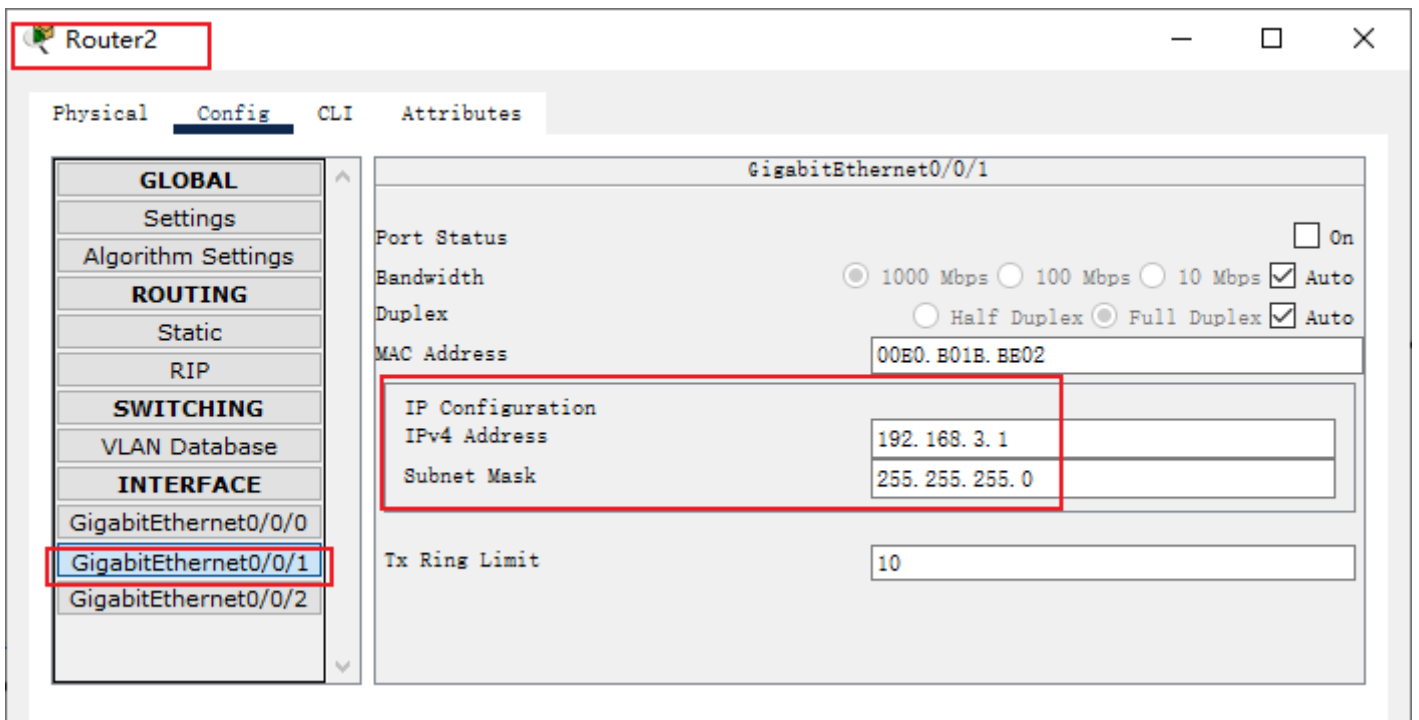 Router2
Physical Config CLI Attributes
GLOBAL
Settings
Algorithm Settings
ROUTING
Static
RIP
SWITCHING
VLAN Database
INTERFACE
GigabitEthernet0/0/0
GigabitEthernet0/0/1
GigabitEthernet0/0/2
GigabitEthernet0/0/1
Port Status On
Bandwidth 1000 Mbps 100 Mbps 10 Mbps Auto
Duplex Half Duplex Full Duplex Auto
MAC Address 00E0.B01B.BE02
IP Configuration
IPv4 Address 192.168.3.1
Subnet Mask 255.255.255.0
Tx Ring Limit 10